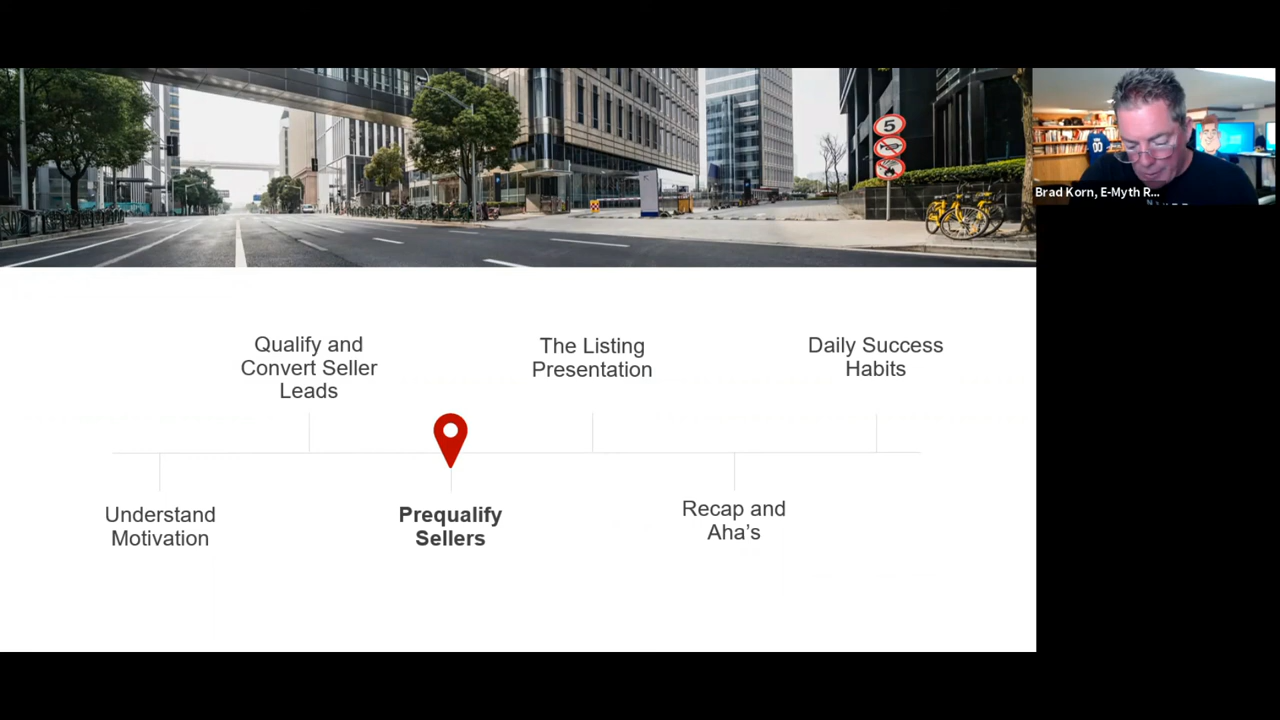 5
Brad Korn, E-Myth R...
00
Qualify and
Convert Seller
Leads
The Listing
Presentation
Daily Success
Habits
Understand
Motivation
Prequalify
Sellers
Recap and
Aha’s